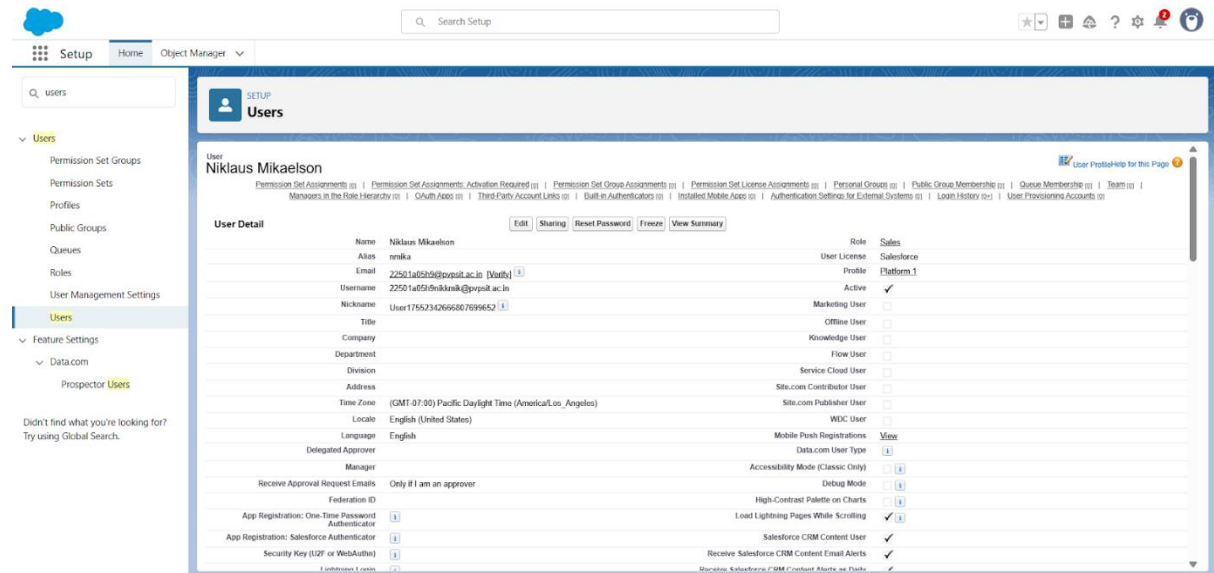 Search Setup
2
Setup Home Object Manager
users
SETUP
Users
Users
Permission Set Groups
Permission Sets
Profiles
Public Groups
Queues
Roles
User Management Settings
Users
Feature Settings
Data.com
Prospector Users
Didn't find what you're looking for?
Try using Global Search.
User
Niklaus Mikaelson
User Profile Help for this Page
Permission Set Assignments [0] | Permission Set Assignments: Activation Required [0] | Permission Set Group Assignments [0] | Permission Set License Assignments [0] | Personal Groups [0] | Public Group Membership [0] | Queue Membership [0] | Team [0] |
Managers in the Role Hierarchy [0] | OAuth Apps [0] | Third-Party Account Links [0] | Built-in Authenticators [0] | Installed Mobile Apps [0] | Authentication Settings for External Systems [0] | Login History [0+] | User Provisioning Accounts [0]
User Detail Edit Sharing Reset Password Freeze View Summary
Name Niklaus Mikaelson Role Sales
Alias nmika User License Salesforce
Email 22501a05h9@pvpsit.ac.in [Verify] Profile Platform 1
Username 22501a05h9nikkmik@pvpsit.ac.in Active
Nickname User17552342666807699652 Marketing User
Title Offline User
Company Knowledge User
Department Flow User
Division Service Cloud User
Address Site.com Contributor User
Time Zone (GMT-07:00) Pacific Daylight Time (America/Los_Angeles) Site.com Publisher User
Locale English (United States) WDC User
Language English Mobile Push Registrations View
Delegated Approver Data.com User Type
Manager Accessibility Mode (Classic Only)
Receive Approval Request Emails Only if I am an approver Debug Mode
Federation ID High-Contrast Palette on Charts
App Registration: One-Time Password Authenticator Load Lightning Pages While Scrolling
App Registration: Salesforce Authenticator Salesforce CRM Content User
Security Key (U2F or WebAuthn) Receive Salesforce CRM Content Email Alerts
Lightning Login Receive Salesforce CRM Content Alerts as Daily